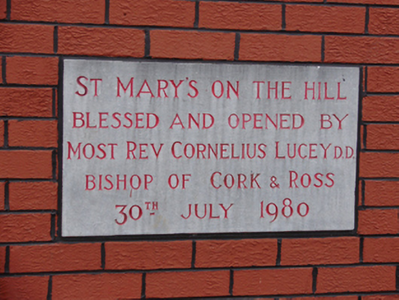 ST MARY'S ON THE HILL
BLESSED AND OPENED BY
MOST REV CORNELIUS LUCEY D.D.
BISHOP OF CORK & ROSS
30TH JULY 1980